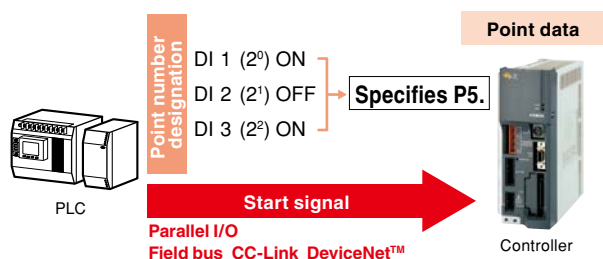 Point number
designation
DI 1 (2⁰) ON
DI 2 (2¹) OFF
DI 3 (2²) ON
Specifies P5.
Point data
PLC
Start signal
Parallel I/O
Field bus CC-Link DeviceNet™
Controller